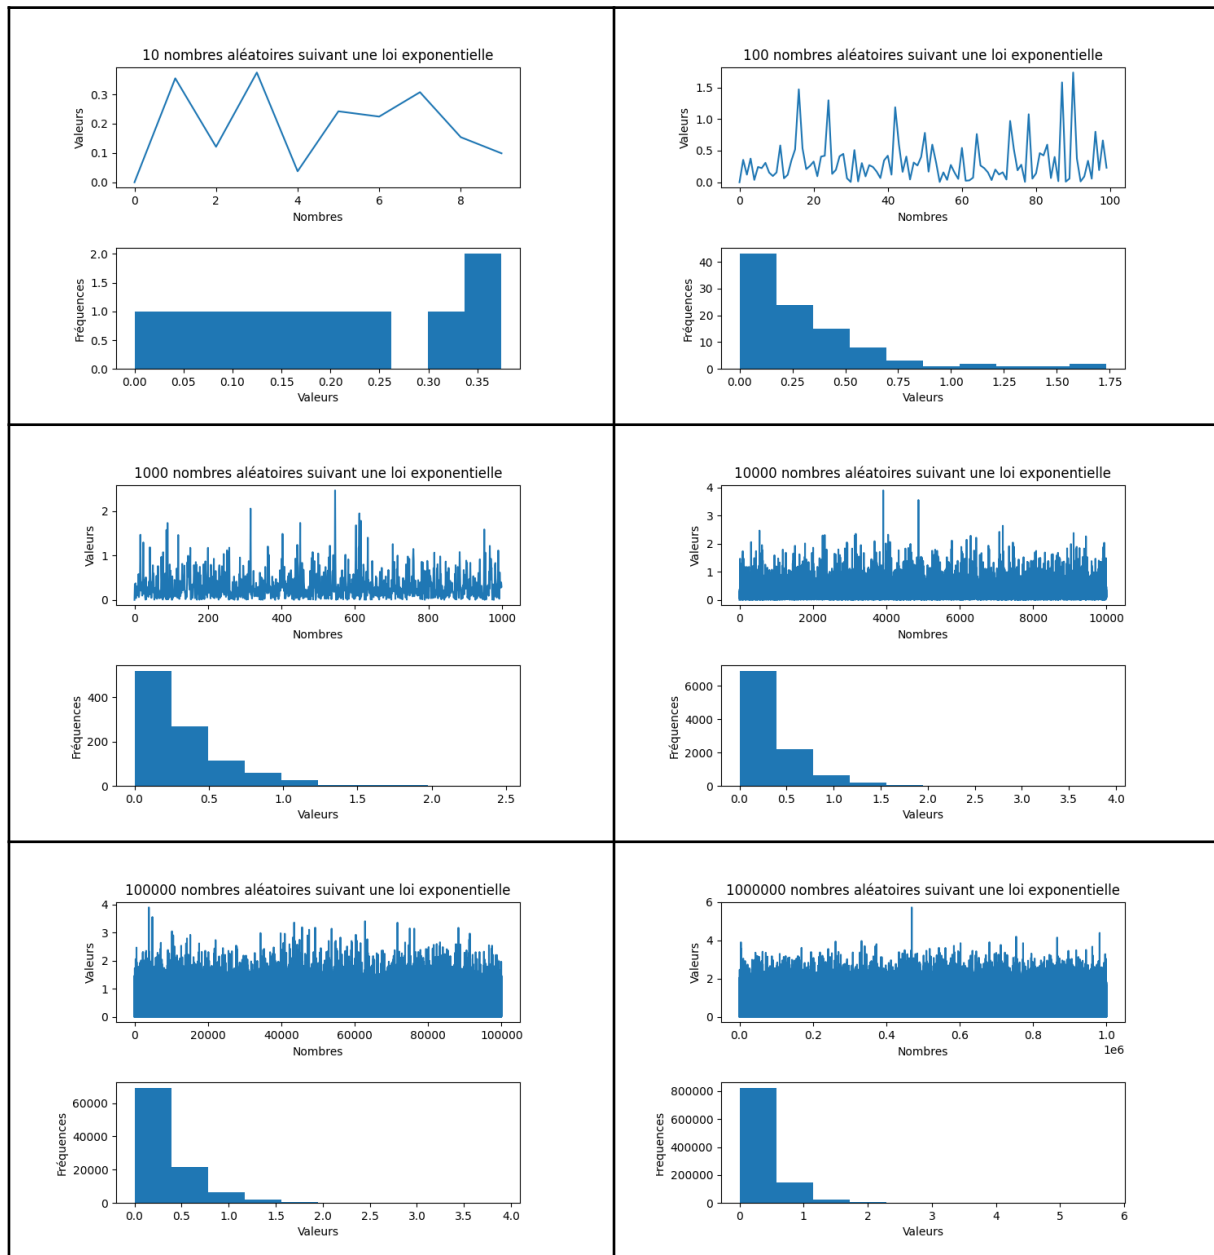 10 nombres aléatoires suivant une loi exponentielle
Valeurs
0.3
0.2
0.1
0.0
0 2 4 6 8
Nombres
Fréquences
2.0
1.5
1.0
0.5
0.0
0.00 0.05 0.10 0.15 0.20 0.25 0.30 0.35
Valeurs
100 nombres aléatoires suivant une loi exponentielle
Valeurs
1.5
1.0
0.5
0.0
0 20 40 60 80 100
Nombres
Fréquences
40
30
20
10
0
0.00 0.25 0.50 0.75 1.00 1.25 1.50 1.75
Valeurs
1000 nombres aléatoires suivant une loi exponentielle
Valeurs
2
1
0
0 200 400 600 800 1000
Nombres
Fréquences
400
200
0
0.0 0.5 1.0 1.5 2.0 2.5
Valeurs
10000 nombres aléatoires suivant une loi exponentielle
Valeurs
4
3
2
1
0
0 2000 4000 6000 8000 10000
Nombres
Fréquences
6000
4000
2000
0
0.0 0.5 1.0 1.5 2.0 2.5 3.0 3.5 4.0
Valeurs
100000 nombres aléatoires suivant une loi exponentielle
Valeurs
4
3
2
1
0
0 20000 40000 60000 80000 100000
Nombres
Fréquences
60000
40000
20000
0
0.0 0.5 1.0 1.5 2.0 2.5 3.0 3.5 4.0
Valeurs
1000000 nombres aléatoires suivant une loi exponentielle
Valeurs
6
4
2
0
0.0 0.2 0.4 0.6 0.8 1.0
1e6
Nombres
Frequences
800000
600000
400000
200000
0
0 1 2 3 4 5 6
Valeurs